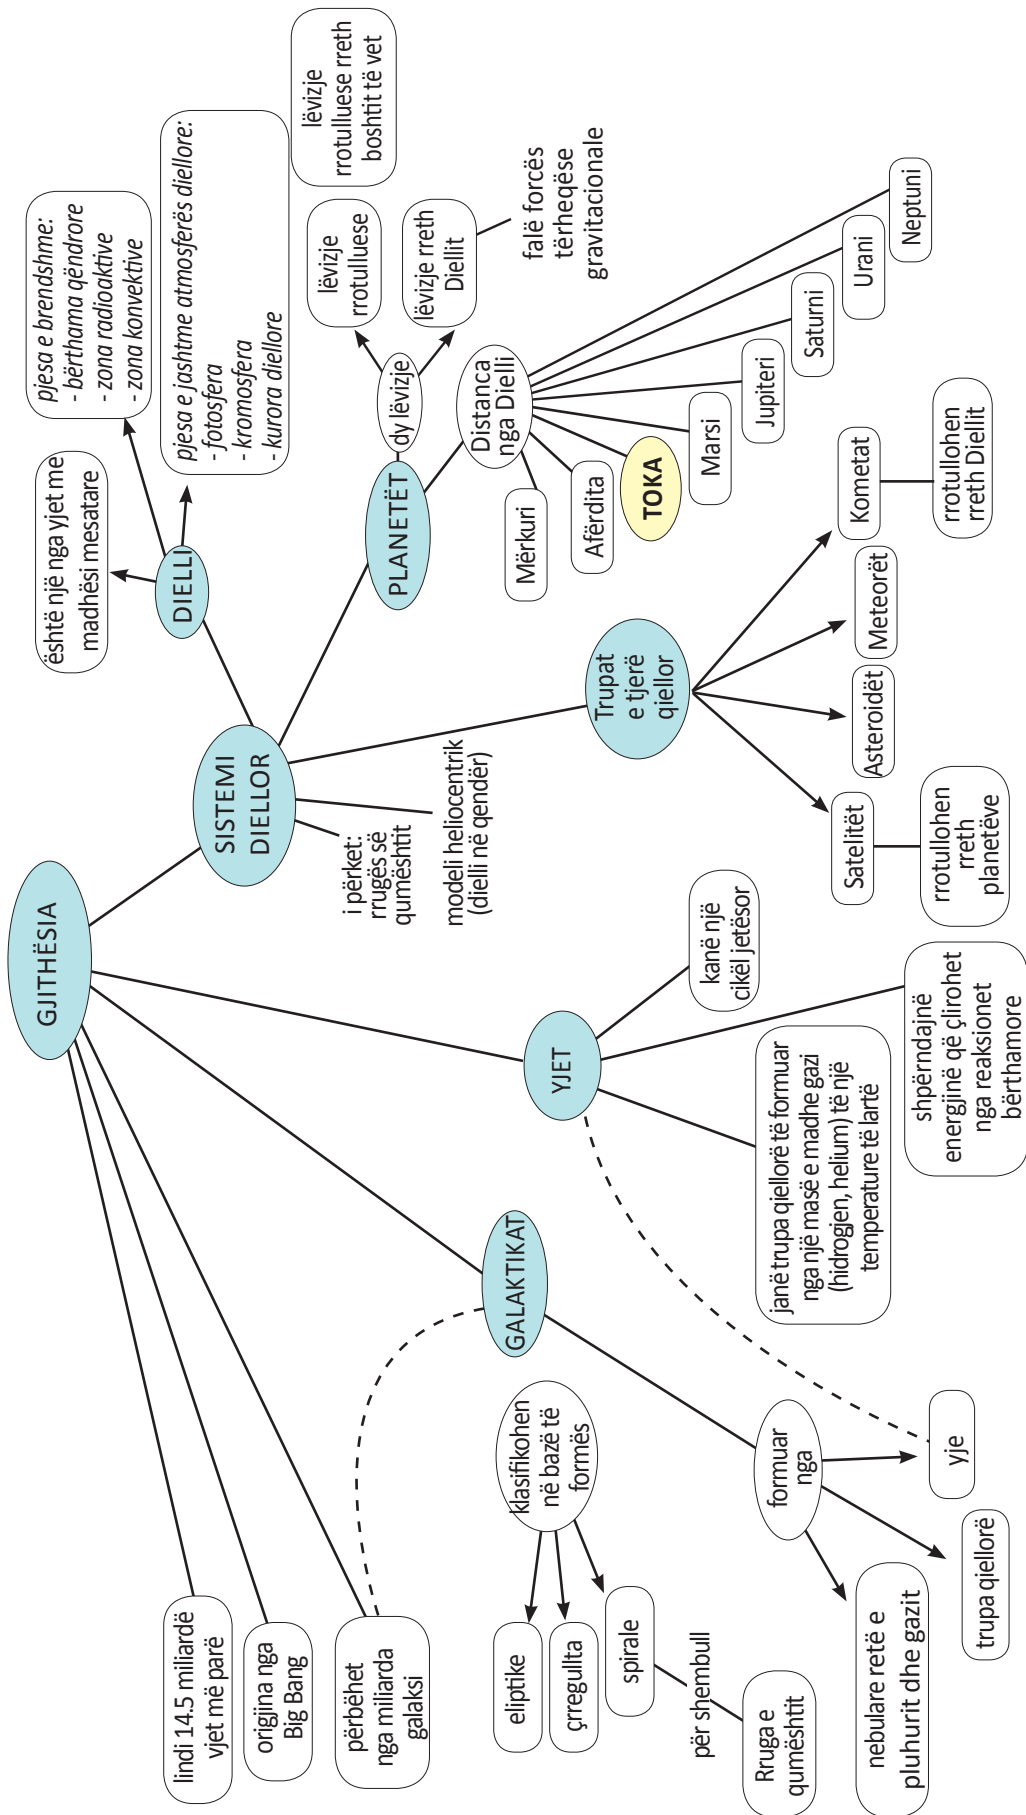 GJITHËSIA
lindi 14.5 miliardë
vjet më parë
origjina nga
Big Bang
përbëhet
nga miliarda
galaksi
GALAKTIKAT
klasifikohen
në bazë të
formës
eliptike
çrregullta
spirale
për shembull
Rruga e
qumështit
formuar
nga
nebulare retë e
pluhurit dhe gazit
trupa qiellorë
yje
YJET
janë trupa qiellorë të formuar
nga një masë e madhe gazi
(hidrogjen, helium) të një
temperature të lartë
shpërndajnë
energjinë që çlirohet
nga reaksionet
bërthamore
kanë një
cikël jetësor
SISTEMI
DIELLOR
i përket:
rrugës së
qumështit
modeli heliocentrik
(dielli në qendër)
Trupat
e tjerë
qiellor
Satelitët
rrotullohen
rreth
planetëve
Asteroidët
Meteorët
Kometat
rrotullohen
rreth Diellit
DIELLI
është një nga yjet me
madhësi mesatare
pjesa e brendshme:
- bërthama qëndrore
- zona radioaktive
- zona konvektive
pjesa e jashtme atmosferës diellore:
- fotosfera
- kromosfera
- kurora diellore
PLANETËT
dy lëvizje
lëvizje
rrotulluese
lëvizje
rrotulluese rreth
boshtit të vet
lëvizje rreth
Diellit
falë forcës
tërheqëse
gravitacionale
Distanca
nga Dielli
Mërkuri
Afërdita
TOKA
Marsi
Jupiteri
Saturni
Urani
Neptuni